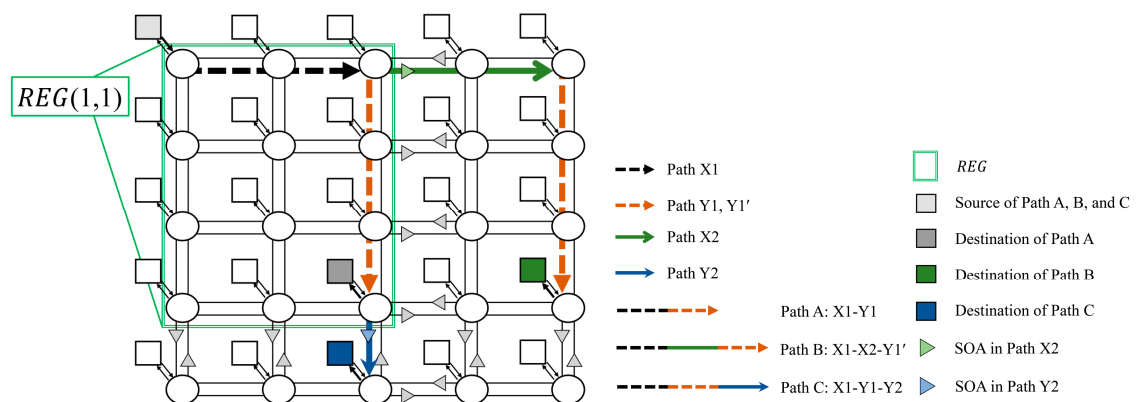 REG(1,1)
Path X1
Path Y1, Y1′
Path X2
Path Y2
Path A: X1-Y1
Path B: X1-X2-Y1′
Path C: X1-Y1-Y2
REG
Source of Path A, B, and C
Destination of Path A
Destination of Path B
Destination of Path C
SOA in Path X2
SOA in Path Y2